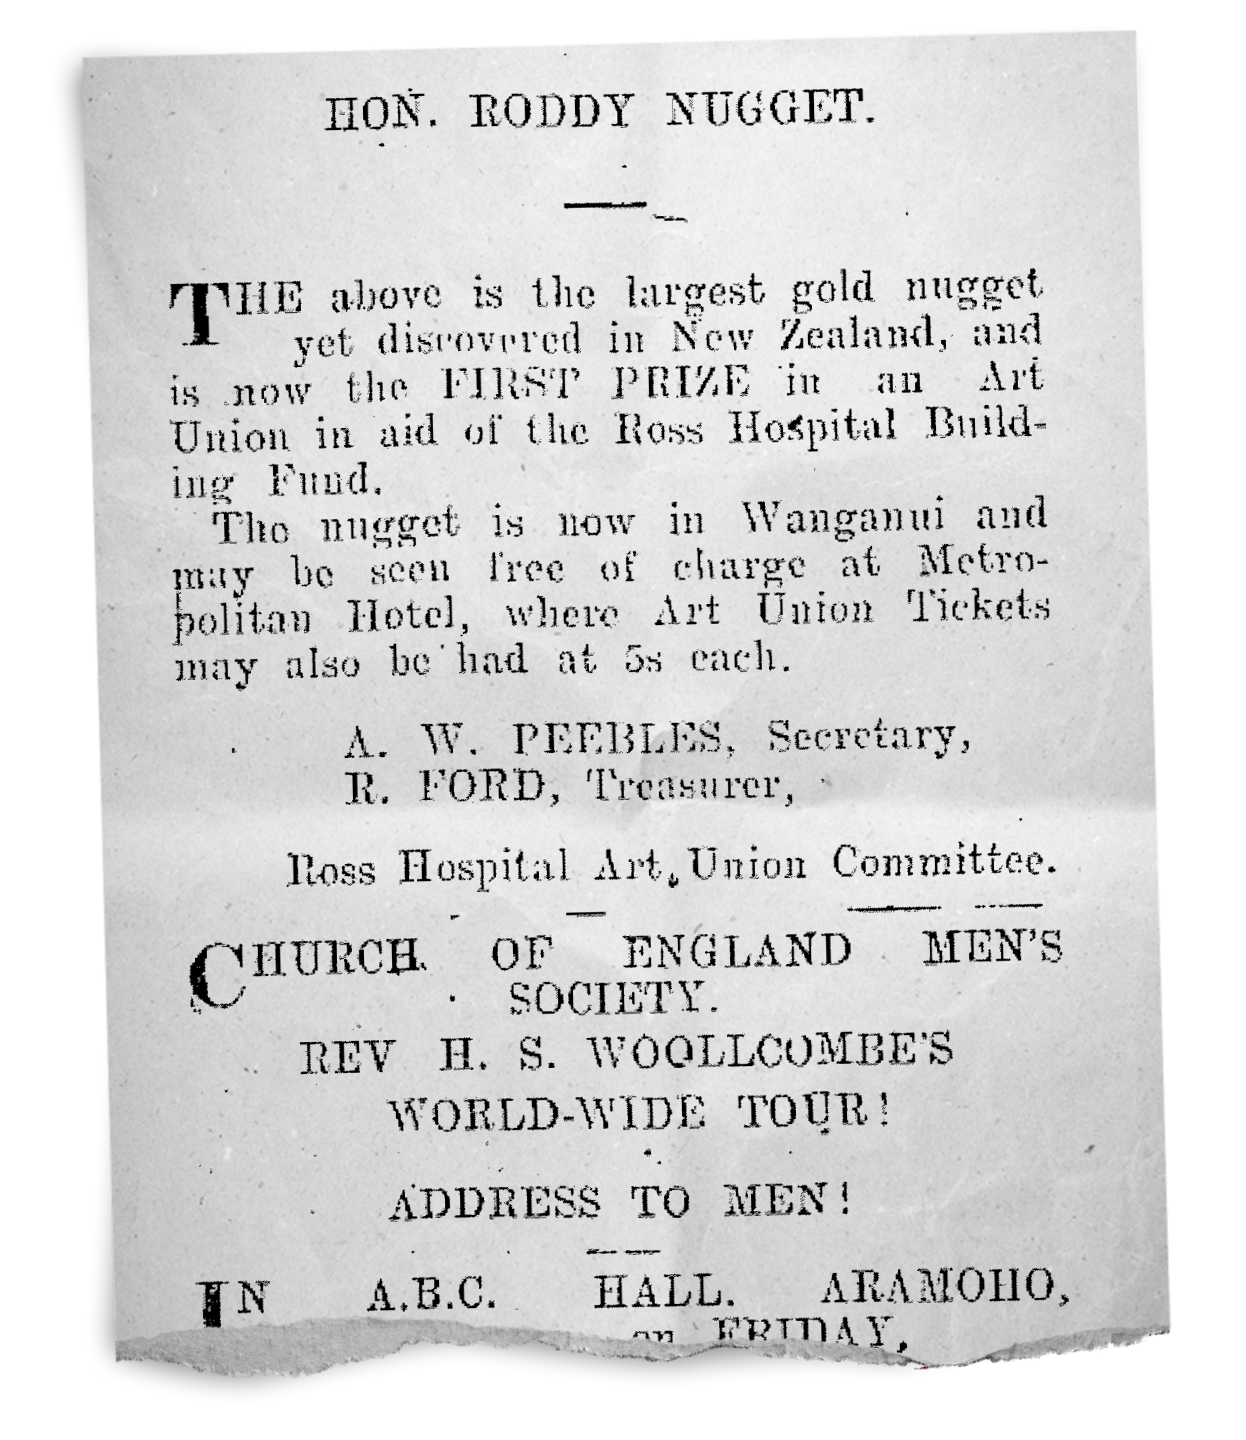 HON. RODDY NUGGET.
THE above is the largest gold nugget
yet discovered in New Zealand, and
is now the FIRST PRIZE in an Art
Union in aid of the Ross Hospital Build-
ing Fund.
The nugget is now in Wanganui and
may be seen free of charge at Metro-
politan Hotel, where Art Union Tickets
may also be had at 5s each.
A. W. PEEBLES, Secretary,
R. FORD, Treasurer,
Ross Hospital Art Union Committee.
CHURCH OF ENGLAND MEN'S
SOCIETY.
REV H. S. WOOLLCOMBE'S
WORLD-WIDE TOUR!
ADDRESS TO MEN!
IN A.B.C. HALL. ARAMOHO,
on FRIDAY,